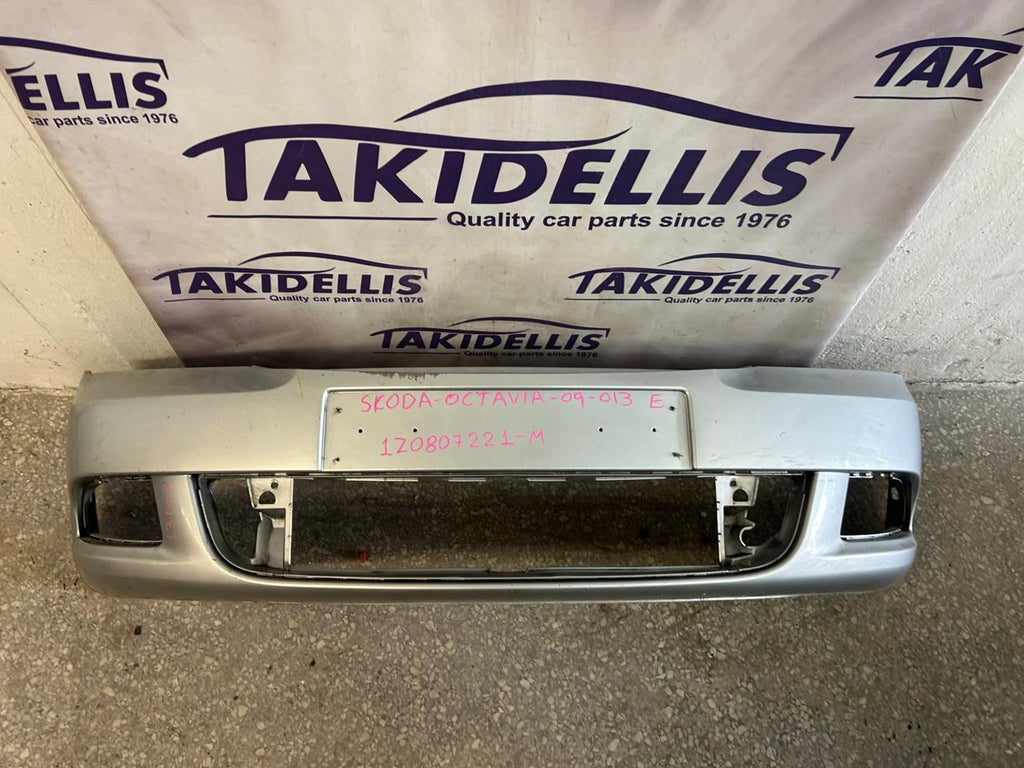 ELLIS
car parts since 1976
TAK
TAKIDELLIS
Quality car parts since 1976
TAKIDELLIS
Quality car parts since 1976
TAKIDELLIS
Quality car parts since 1976
TAKIDELLIS
Quality car parts since 1976
SKODA-OCTAVIA-09-013 E
1Z0807221-M